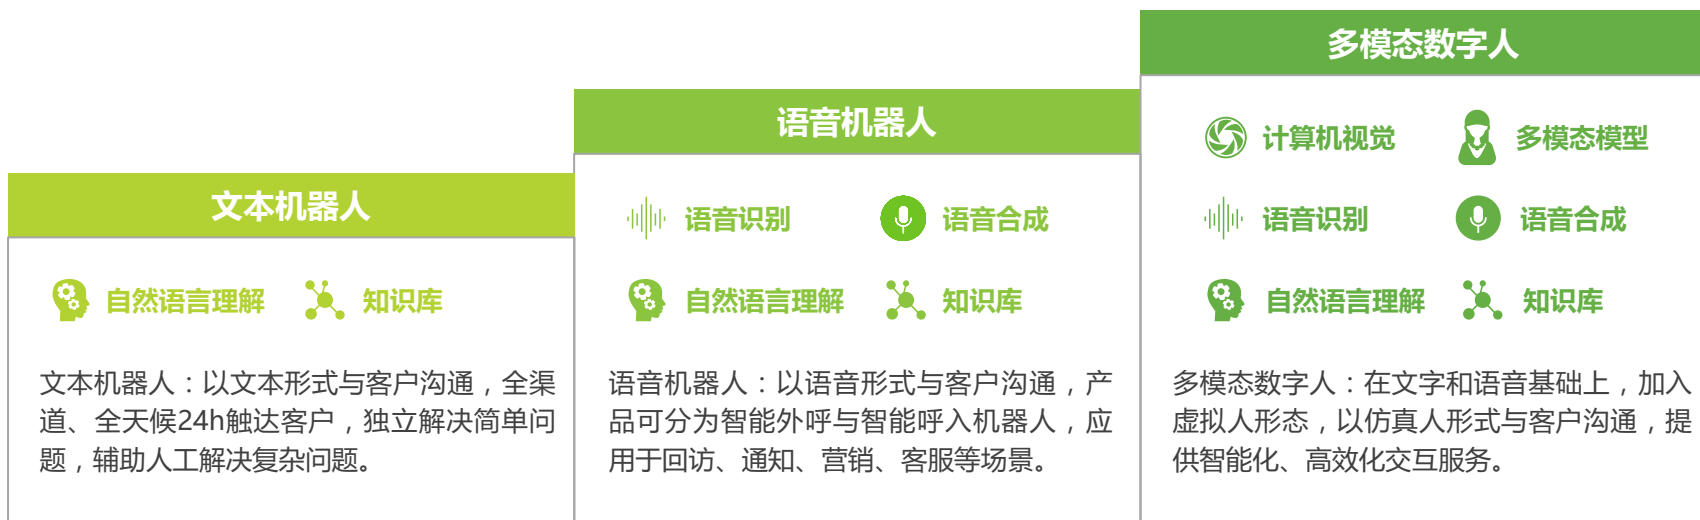 文本机器人
自然语言理解 知识库
文本机器人：以文本形式与客户沟通，全渠
道、全天候24h触达客户，独立解决简单问
题，辅助人工解决复杂问题。
语音机器人
语音识别 语音合成
自然语言理解 知识库
语音机器人：以语音形式与客户沟通，产
品可分为智能外呼与智能呼入机器人，应
用于回访、通知、营销、客服等场景。
多模态数字人
计算机视觉 多模态模型
语音识别 语音合成
自然语言理解 知识库
多模态数字人：在文字和语音基础上，加入
虚拟人形态，以仿真人形式与客户沟通，提
供智能化、高效化交互服务。